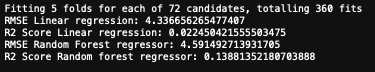 Fitting 5 folds for each of 72 candidates, totalling 360 fits
RMSE Linear regression: 4.336656265477407
R2 Score Linear regression: 0.022450421555503475
RMSE Random Forest regressor: 4.591492713931705
R2 Score Random forest regressor: 0.13881352180703888